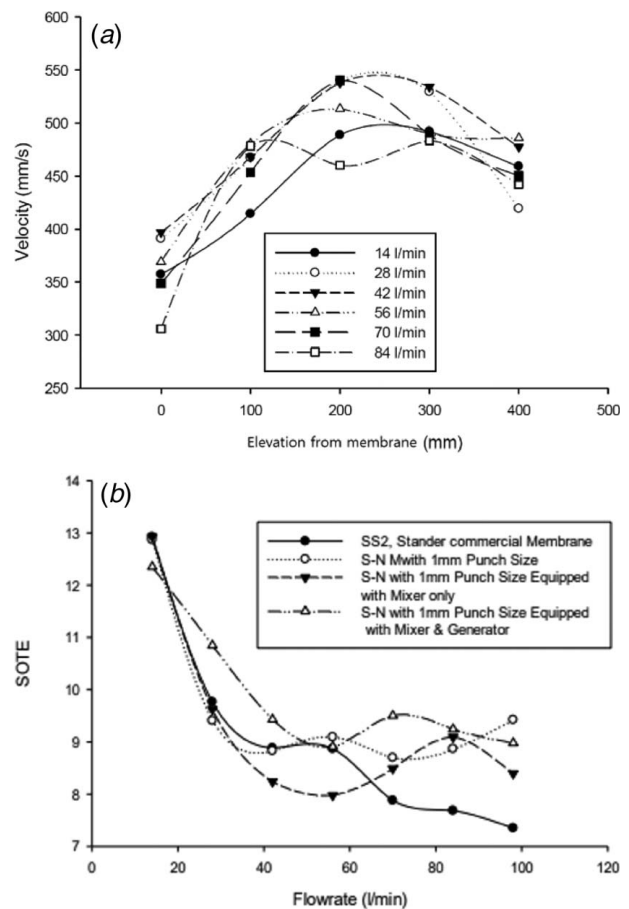 (a)
600
550
500
450
400
350
300
250
Velocity (mm/s)
14 l/min
28 l/min
42 l/min
56 l/min
70 l/min
84 l/min
0 100 200 300 400 500
Elevation from membrane (mm)
(b)
14
13
12
11
10
9
8
7
SOTE
SS2, Stander commercial Membrane
S-N Mwith 1mm Punch Size
S-N with 1mm Punch Size Equipped
with Mixer only
S-N with 1mm Punch Size Equipped
with Mixer & Generator
0 20 40 60 80 100 120
Flowrate (l/min)